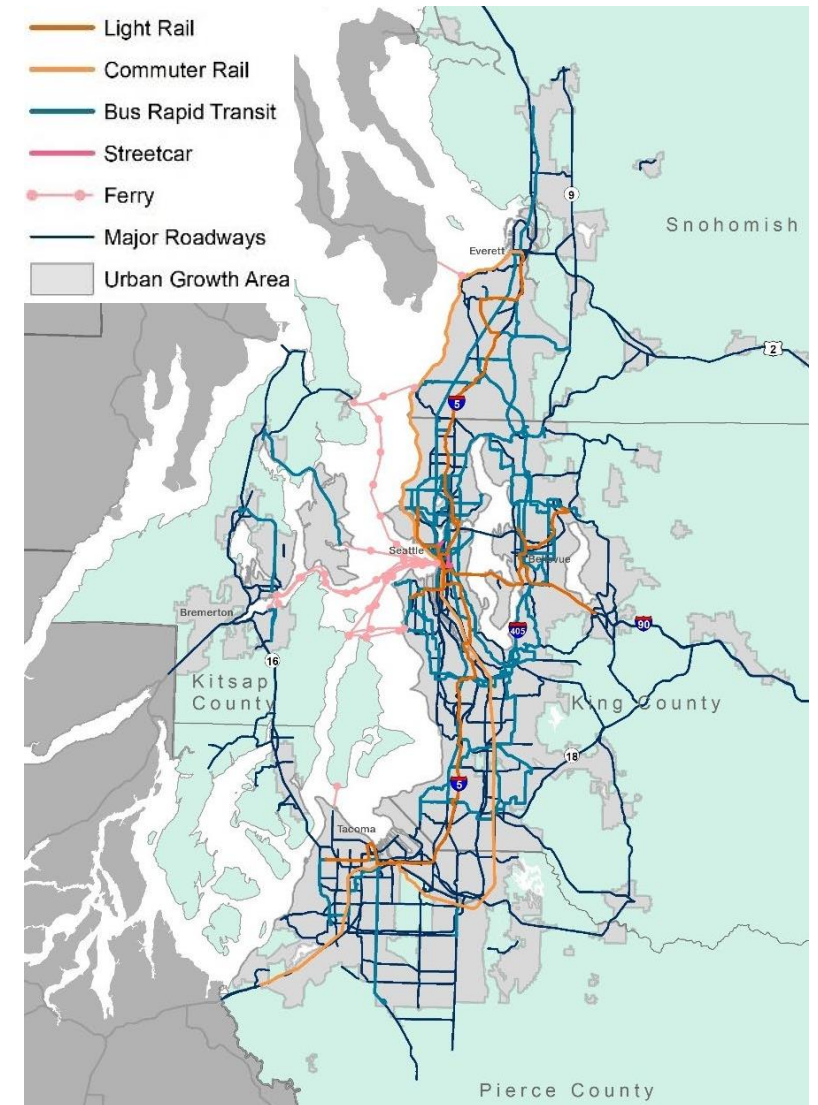 Light Rail
Commuter Rail
Bus Rapid Transit
Streetcar
Ferry
Major Roadways
Urban Growth Area
9
Snohomish
Everett
2
5
Seattle
Bellevue
Bremerton
405
90
16
Kitsap
County
King County
18
5
Tacoma
Pierce County